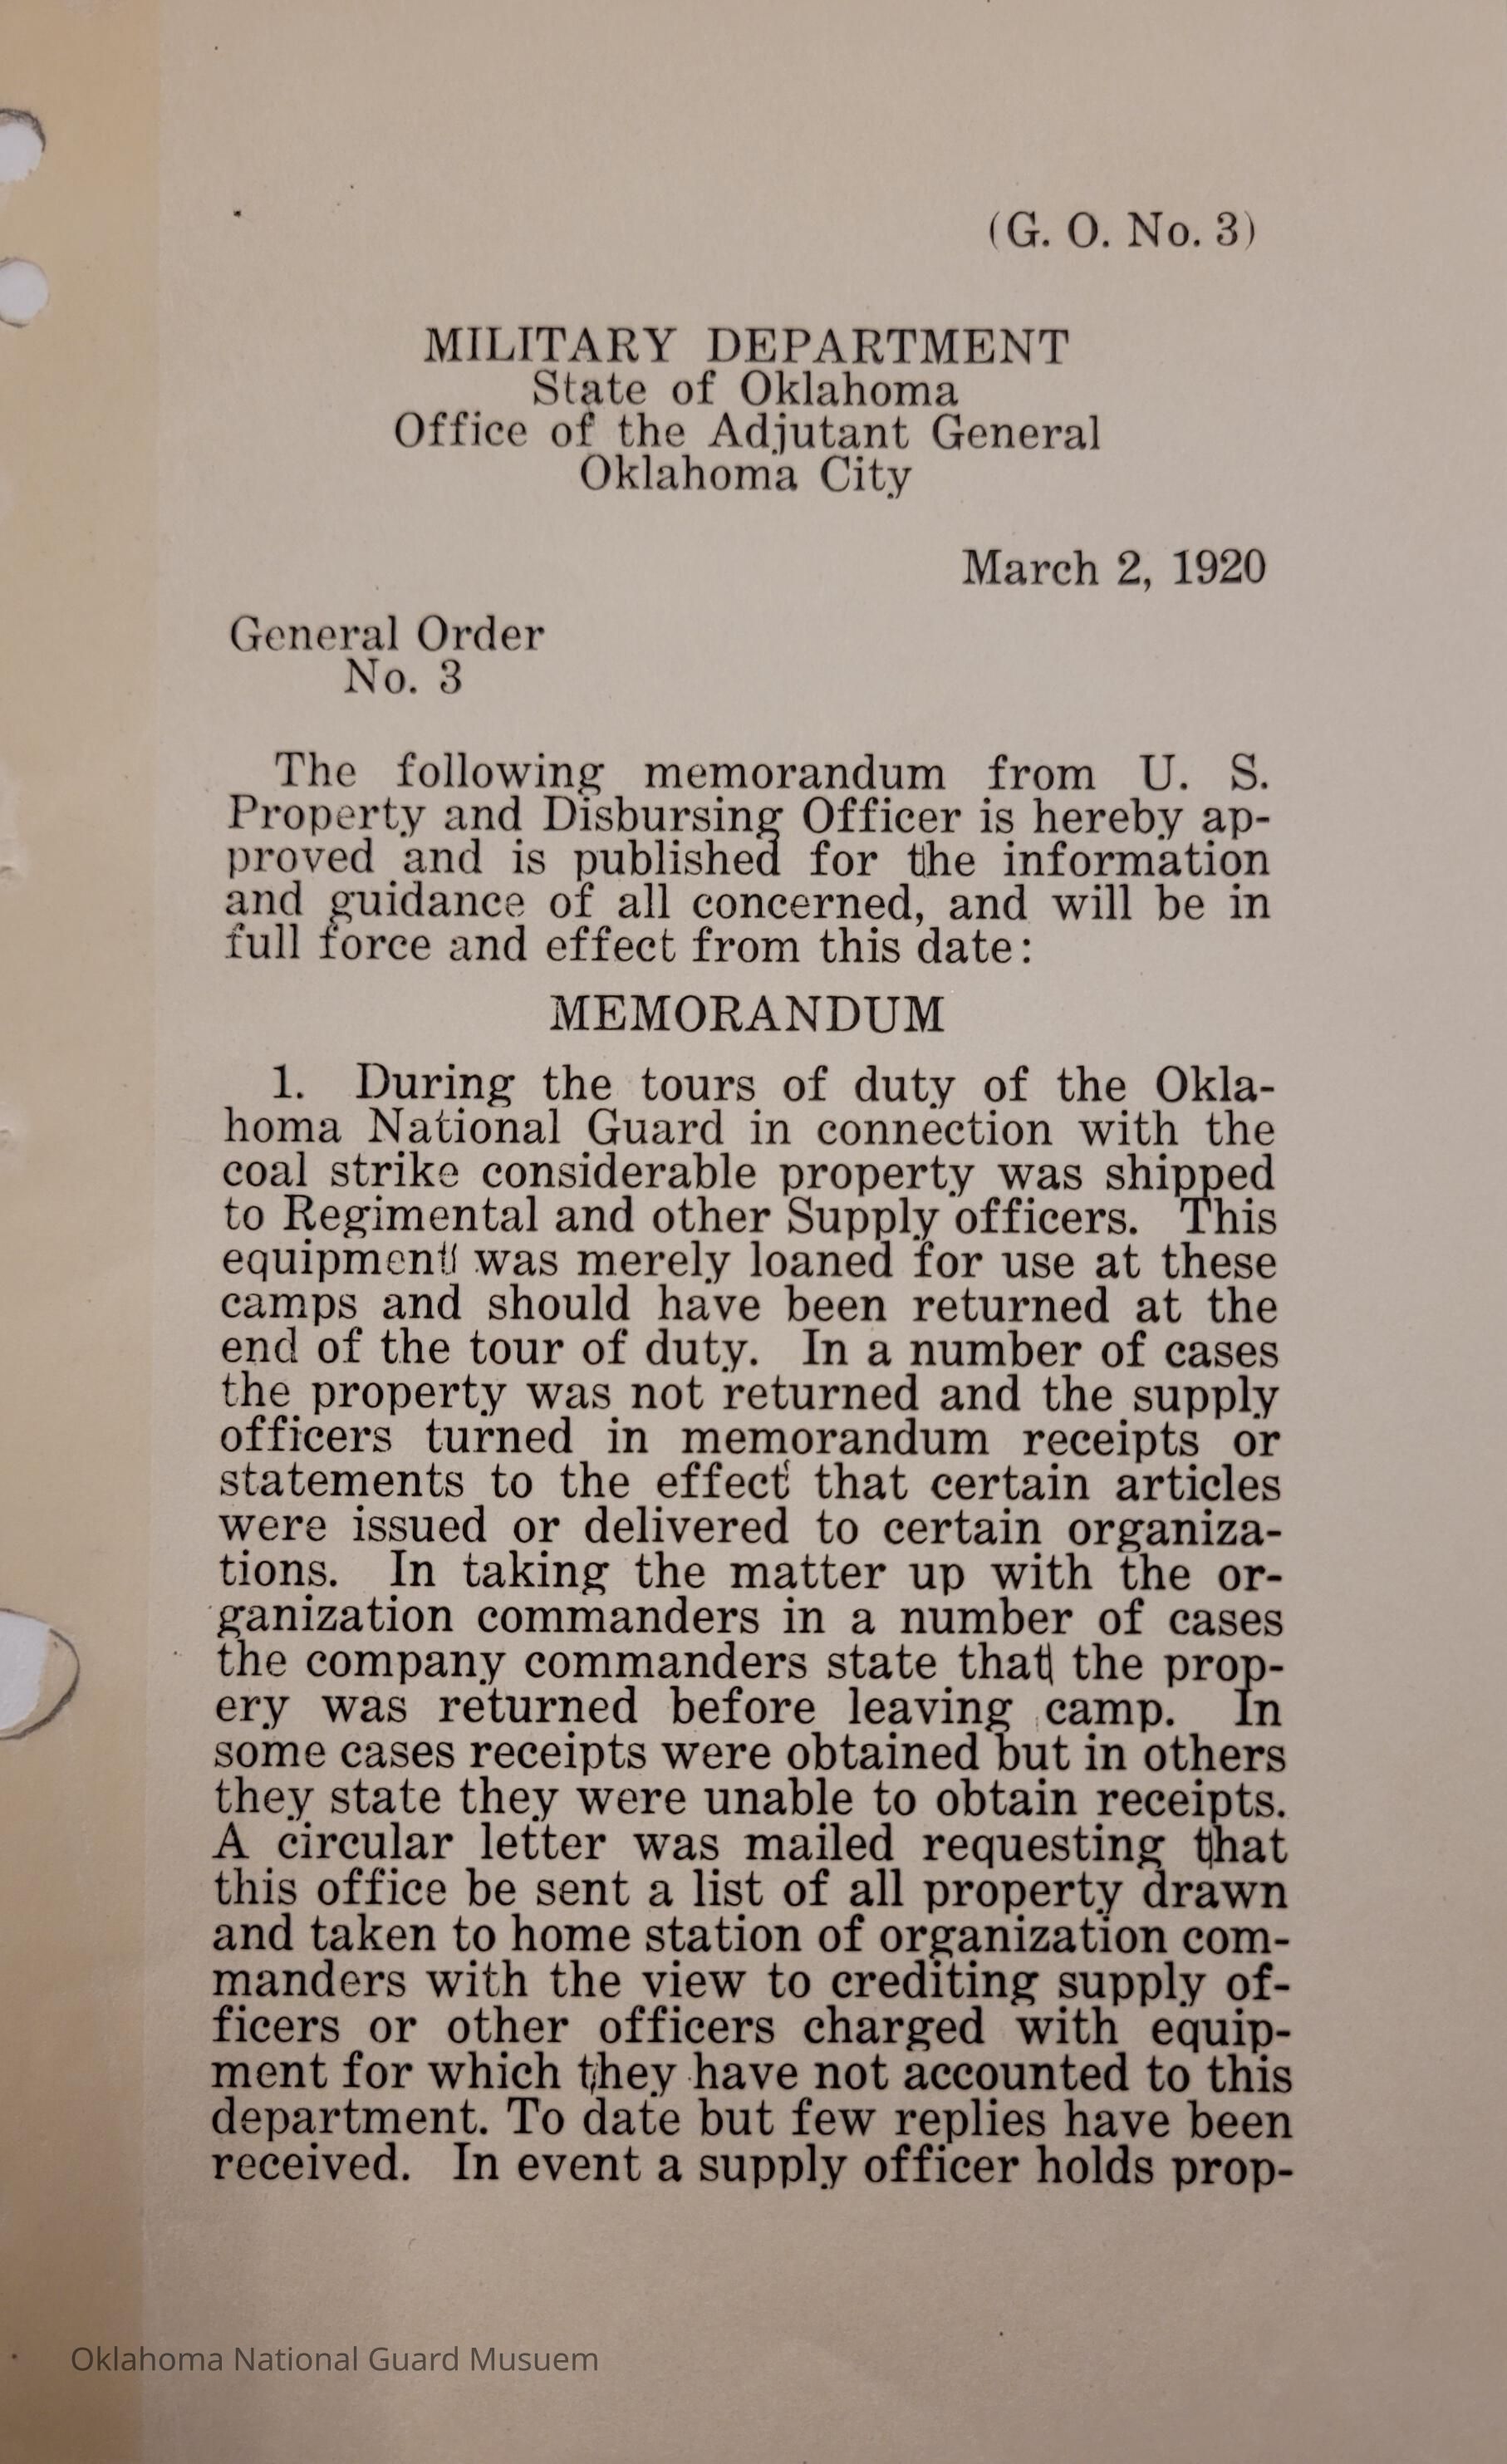 (G. O. No. 3)
MILITARY DEPARTMENT
State of Oklahoma
Office of the Adjutant General
Oklahoma City
March 2, 1920
General Order
No. 3
The following memorandum from U. S.
Property and Disbursing Officer is hereby ap-
proved and is published for the information
and guidance of all concerned, and will be in
full force and effect from this date:
MEMORANDUM
1. During the tours of duty of the Okla-
homa National Guard in connection with the
coal strike considerable property was shipped
to Regimental and other Supply officers. This
equipment was merely loaned for use at these
camps and should have been returned at the
end of the tour of duty. In a number of cases
the property was not returned and the supply
officers turned in memorandum receipts or
statements to the effect that certain articles
were issued or delivered to certain organiza-
tions. In taking the matter up with the or-
ganization commanders in a number of cases
the company commanders state that the prop-
ery was returned before leaving camp. In
some cases receipts were obtained but in others
they state they were unable to obtain receipts.
A circular letter was mailed requesting that
this office be sent a list of all property drawn
and taken to home station of organization com-
manders with the view to crediting supply of-
ficers or other officers charged with equip-
ment for which they have not accounted to this
department. To date but few replies have been
received. In event a supply officer holds prop-
Oklahoma National Guard Musuem